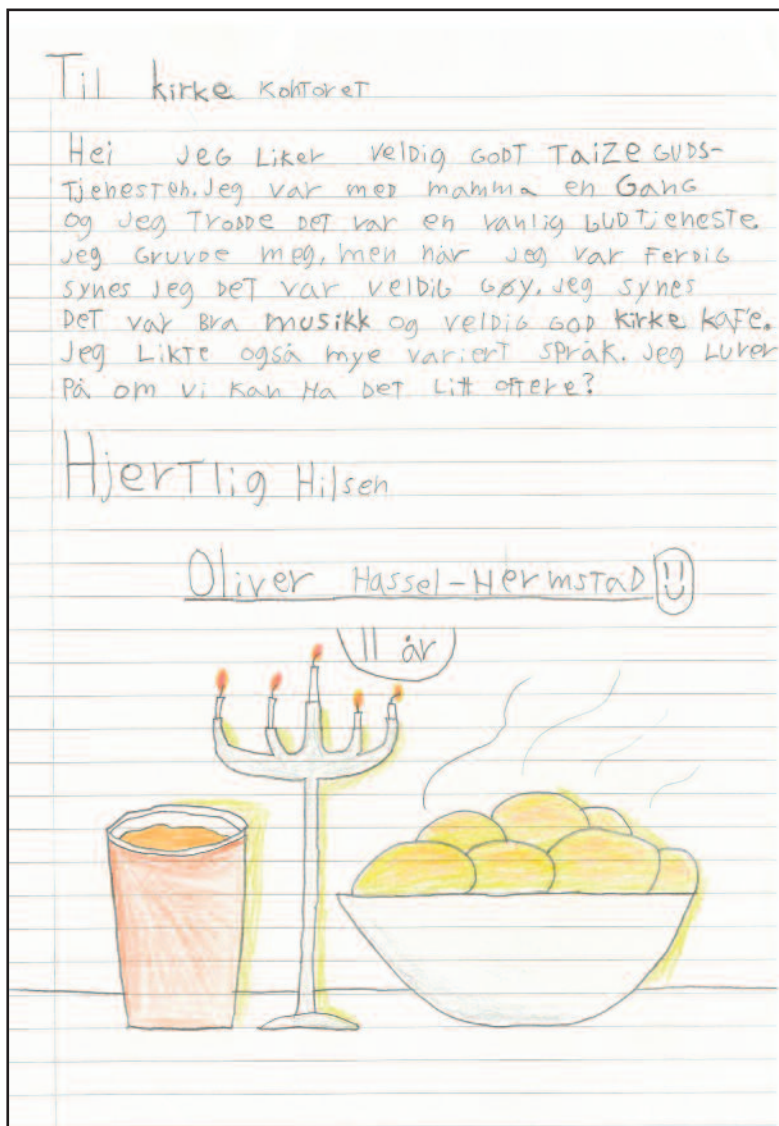 Til kirke kontoret
Hei Jeg Liker veldig GODT Taize GUDS-
Tjenesten. Jeg var med mamma en Gang
og Jeg Trodde DET var en vanlig GUDTjeneste.
Jeg Gruvde meg, men når Jeg var Ferdig
synes Jeg DET var veldig Gøy. Jeg synes
DET var Bra musikk og veldig GOD kirke kafe.
Jeg Likte også mye variert språk. Jeg Lurer
På om vi kan Ha DET Litt oftere?
Hjertlig Hilsen
Oliver Hassel-Hermstad
11 år